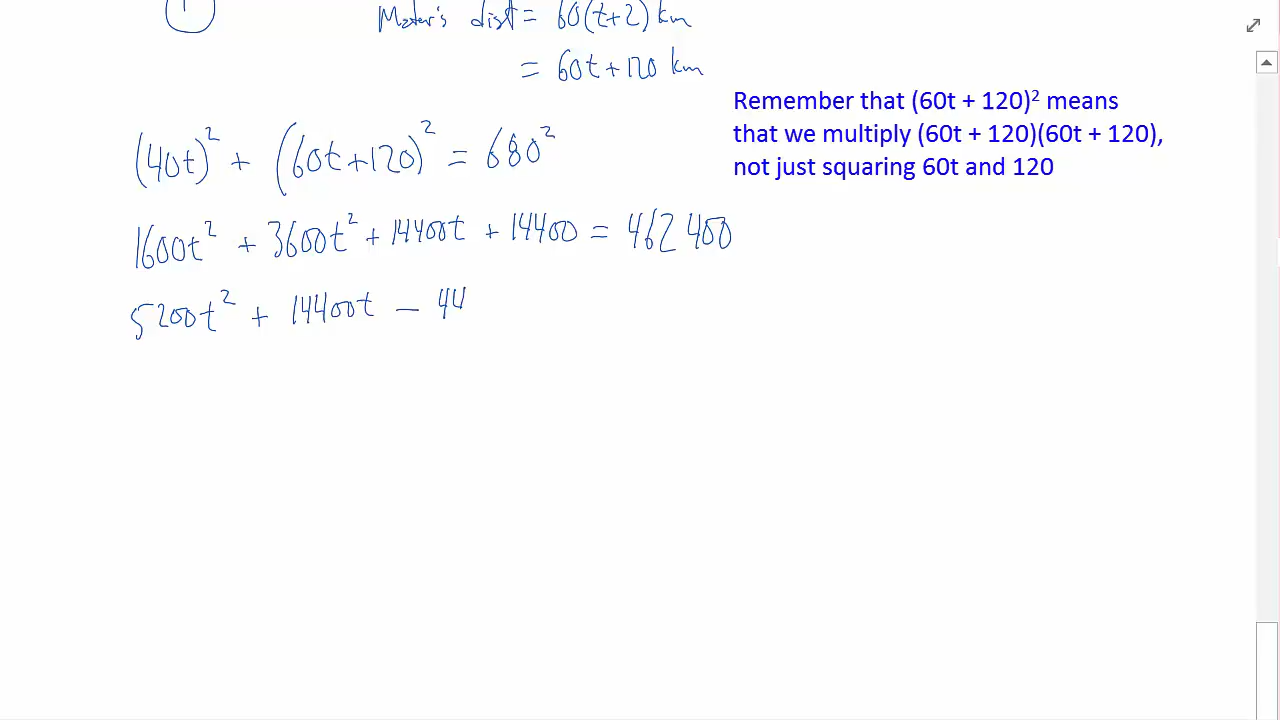 1
Mater's dist = 60(t+2) km
= 60t+120 km
Remember that (60t + 120)² means
that we multiply (60t + 120)(60t + 120),
not just squaring 60t and 120
(40t)² + (60t+120)² = 680²
1600t² + 3600t² + 14400t + 14400 = 462 400
5200t² + 14400t – 44